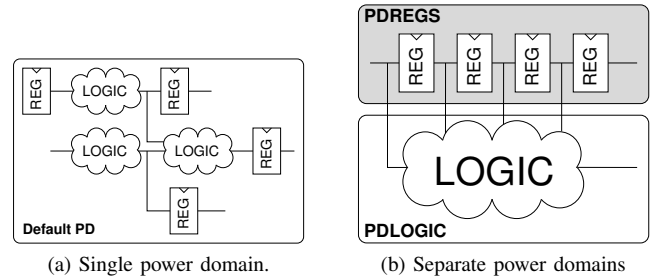 REG
LOGIC
REG
LOGIC
LOGIC
REG
REG
Default PD
(a) Single power domain.
PDREGS
REG
REG
REG
REG
LOGIC
PDLOGIC
(b) Separate power domains